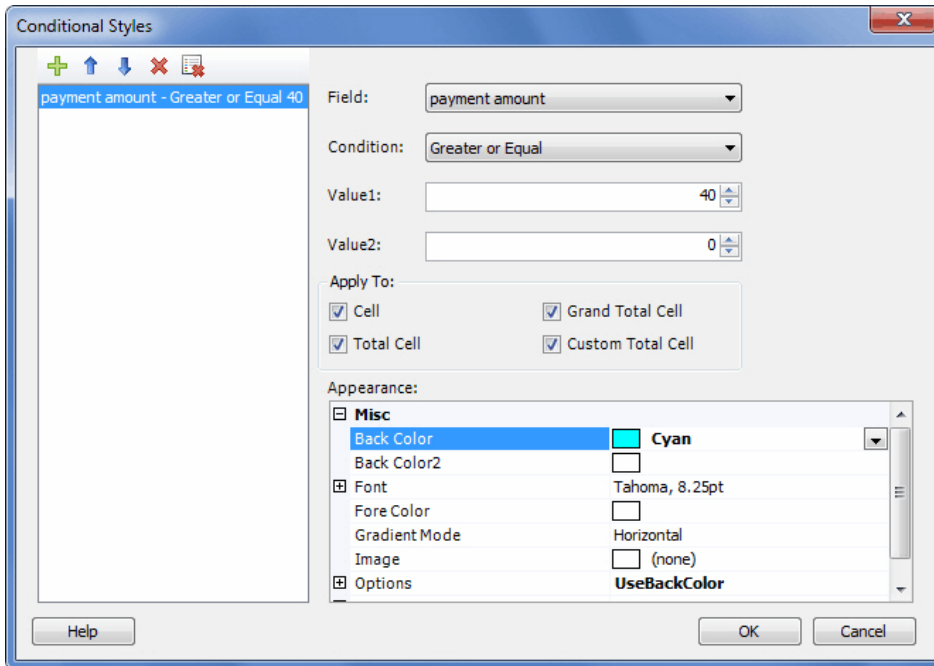 Conditional Styles
payment amount - Greater or Equal 40
Field: payment amount
Condition: Greater or Equal
Value1: 40
Value2: 0
Apply To:
Cell Grand Total Cell
Total Cell Custom Total Cell
Appearance:
Misc
Back Color Cyan
Back Color2
Font Tahoma, 8.25pt
Fore Color
Gradient Mode Horizontal
Image (none)
Options UseBackColor
Help OK Cancel